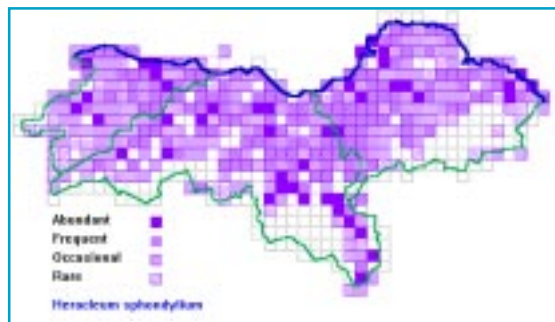 Abundant
Frequent
Occasional
Rare
Heracleum sphondylium